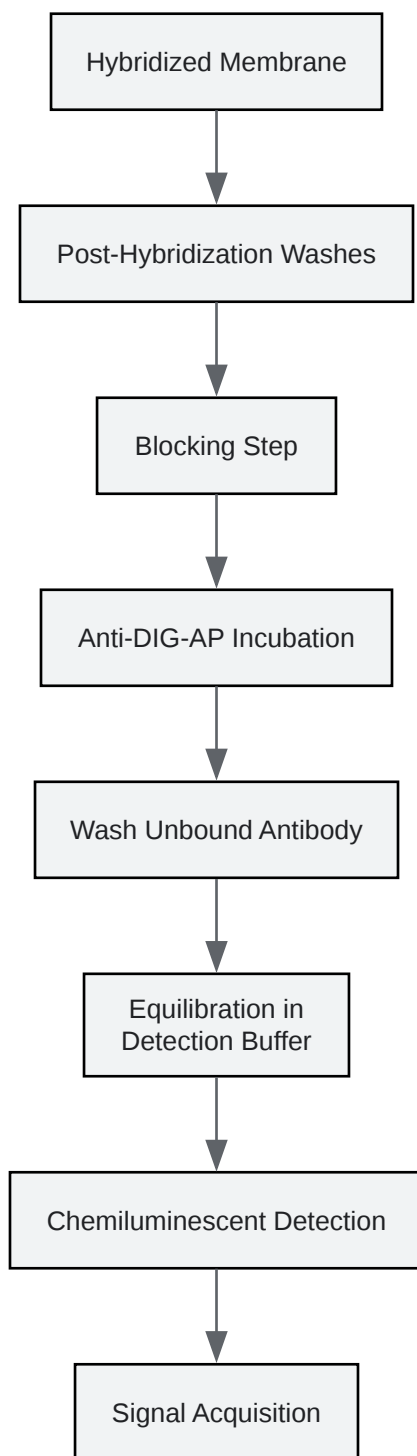 Hybridized Membrane
Post-Hybridization Washes
Blocking Step
Anti-DIG-AP Incubation
Wash Unbound Antibody
Equilibration in
Detection Buffer
Chemiluminescent Detection
Signal Acquisition